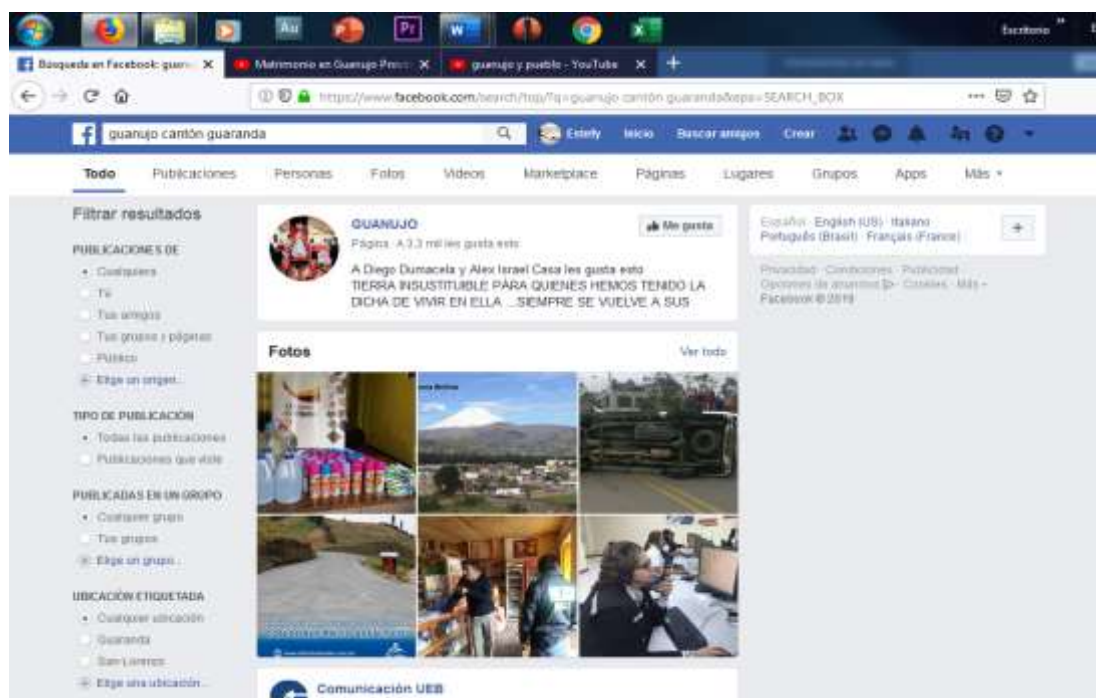 Au
Pr
W
Escritorio
Búsqueda en Facebook: guan
Matrimonio en Guanujo Prov
guanujo y pueblo - YouTube
https://www.facebook.com/search/top/?q=guanujo cantón guaranda&epa=SEARCH_BOX
guanujo cantón guaranda
Estefy Inicio Buscar amigos Crear
Todo Publicaciones Personas Fotos Videos Marketplace Páginas Lugares Grupos Apps Más
Filtrar resultados
PUBLICACIONES DE
Cualquiera
Tú
Tus amigos
Tus grupos y páginas
Público
Elige un origen...
TIPO DE PUBLICACIÓN
Todas las publicaciones
Publicaciones que viste
PUBLICADAS EN UN GRUPO
Cualquier grupo
Tus grupos
Elige un grupo...
UBICACIÓN ETIQUETADA
Cualquier ubicación
Guaranda
San Lorenzo
Elige una ubicación...
GUANUJO
Me gusta
Página · A 3,3 mil les gusta esto
A Diego Dumacela y Alex Israel Casa les gusta esto
TIERRA INSUSTITUIBLE PÀRA QUIENES HEMOS TENIDO LA
DICHA DE VIVIR EN ELLA ...SIEMPRE SE VUELVE A SUS
Fotos
Ver todo
Comunicación UEB
Español · English (US) · Italiano
Português (Brasil) · Français (France)
Privacidad · Condiciones · Publicidad
Opciones de anuncios · Cookies · Más
Facebook © 2019